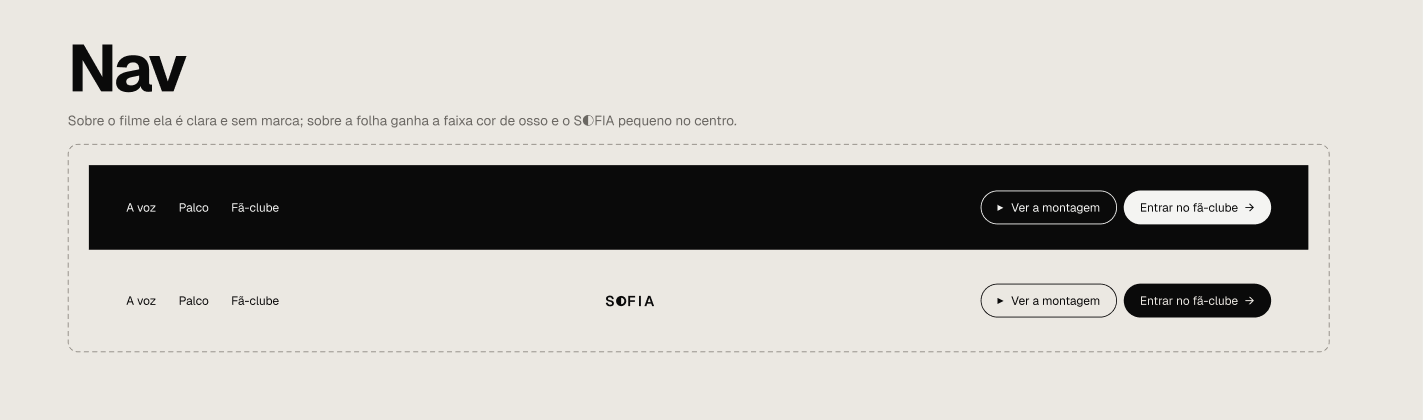 Nav
Sobre o filme ela é clara e sem marca; sobre a folha ganha a faixa cor de osso e o S◐FIA pequeno no centro.
A voz Palco Fã-clube ▸ Ver a montagem Entrar no fã-clube →
A voz Palco Fã-clube S◐FIA ▸ Ver a montagem Entrar no fã-clube →